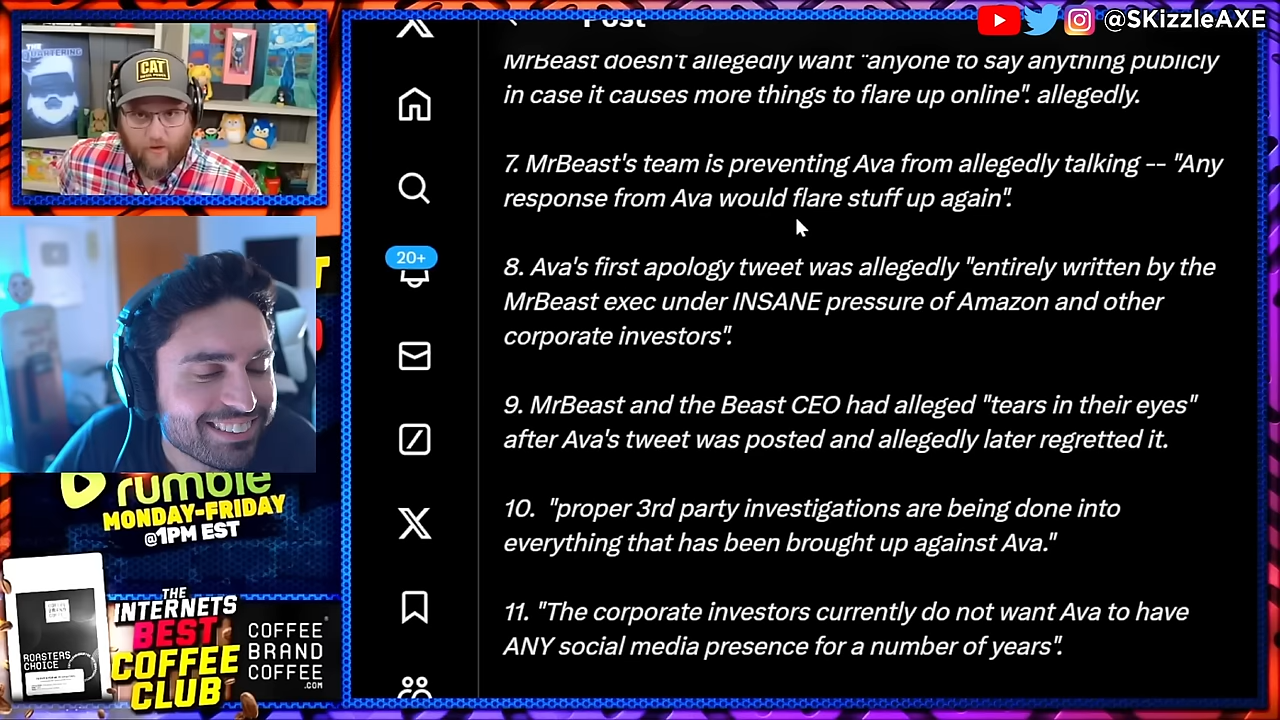 @SKizzleAXE
Post
MrBeast doesn't allegedly want "anyone to say anything publicly
in case it causes more things to flare up online". allegedly.
7. MrBeast's team is preventing Ava from allegedly talking -- "Any
response from Ava would flare stuff up again".
20+
8. Ava's first apology tweet was allegedly "entirely written by the
MrBeast exec under INSANE pressure of Amazon and other
corporate investors".
9. MrBeast and the Beast CEO had alleged "tears in their eyes"
after Ava's tweet was posted and allegedly later regretted it.
10.  "proper 3rd party investigations are being done into
everything that has been brought up against Ava."
11. "The corporate investors currently do not want Ava to have
ANY social media presence for a number of years".
THE
QUARTERING
CAT
rumble
MONDAY-FRIDAY
@1PM EST
THE
INTERNETS
BEST
COFFEE
CLUB
COFFEE
BRAND
COFFEE
.COM
ROASTERS
CHOICE